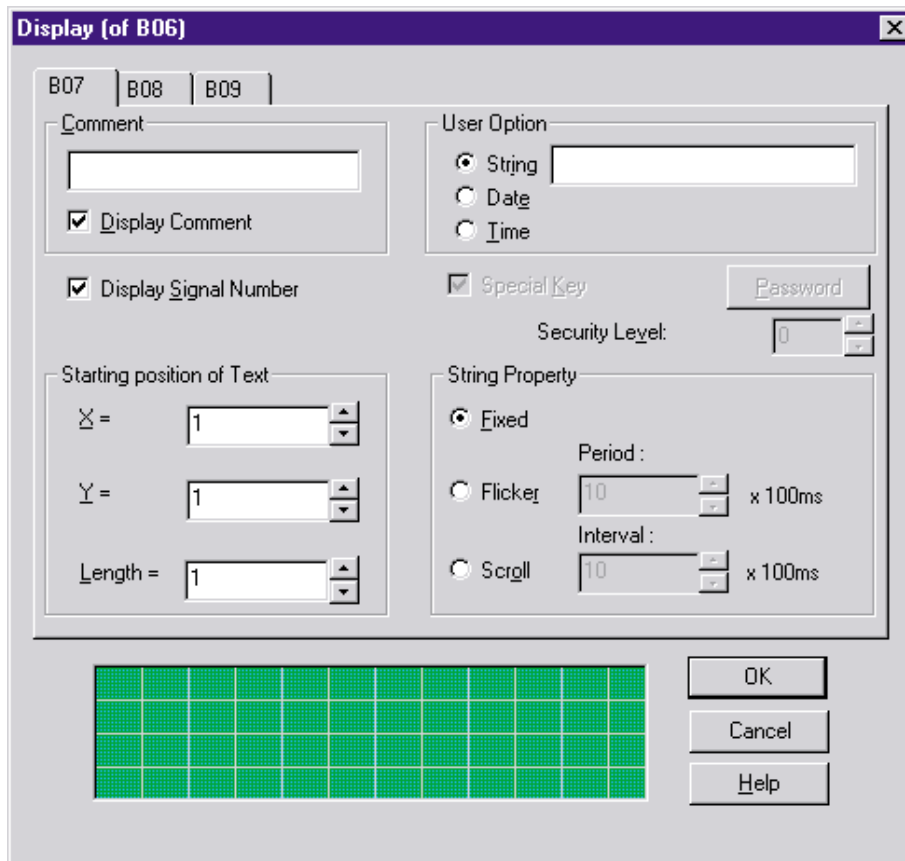 Display (of B06)
B07 B08 B09
Comment
Display Comment
User Option
String
Date
Time
Display Signal Number
Special Key
Password
Security Level:
0
Starting position of Text
X =
1
Y =
1
Length =
1
String Property
Fixed
Period :
Flicker
10
x 100ms
Interval :
Scroll
10
x 100ms
OK
Cancel
Help